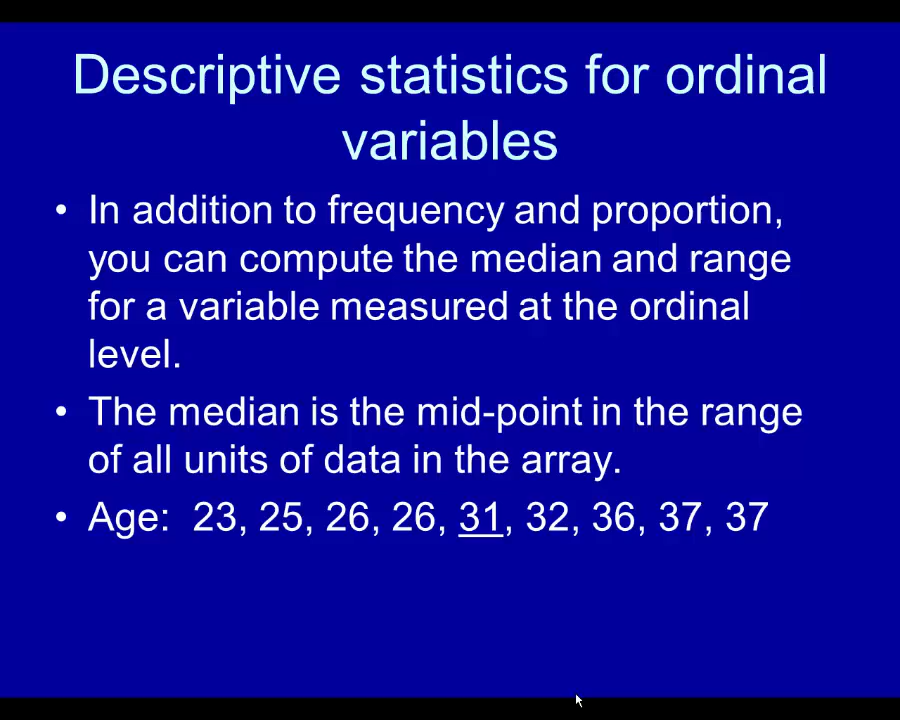 Descriptive statistics for ordinal
variables
• In addition to frequency and proportion,
you can compute the median and range
for a variable measured at the ordinal
level.
• The median is the mid-point in the range
of all units of data in the array.
• Age: 23, 25, 26, 26, 31, 32, 36, 37, 37